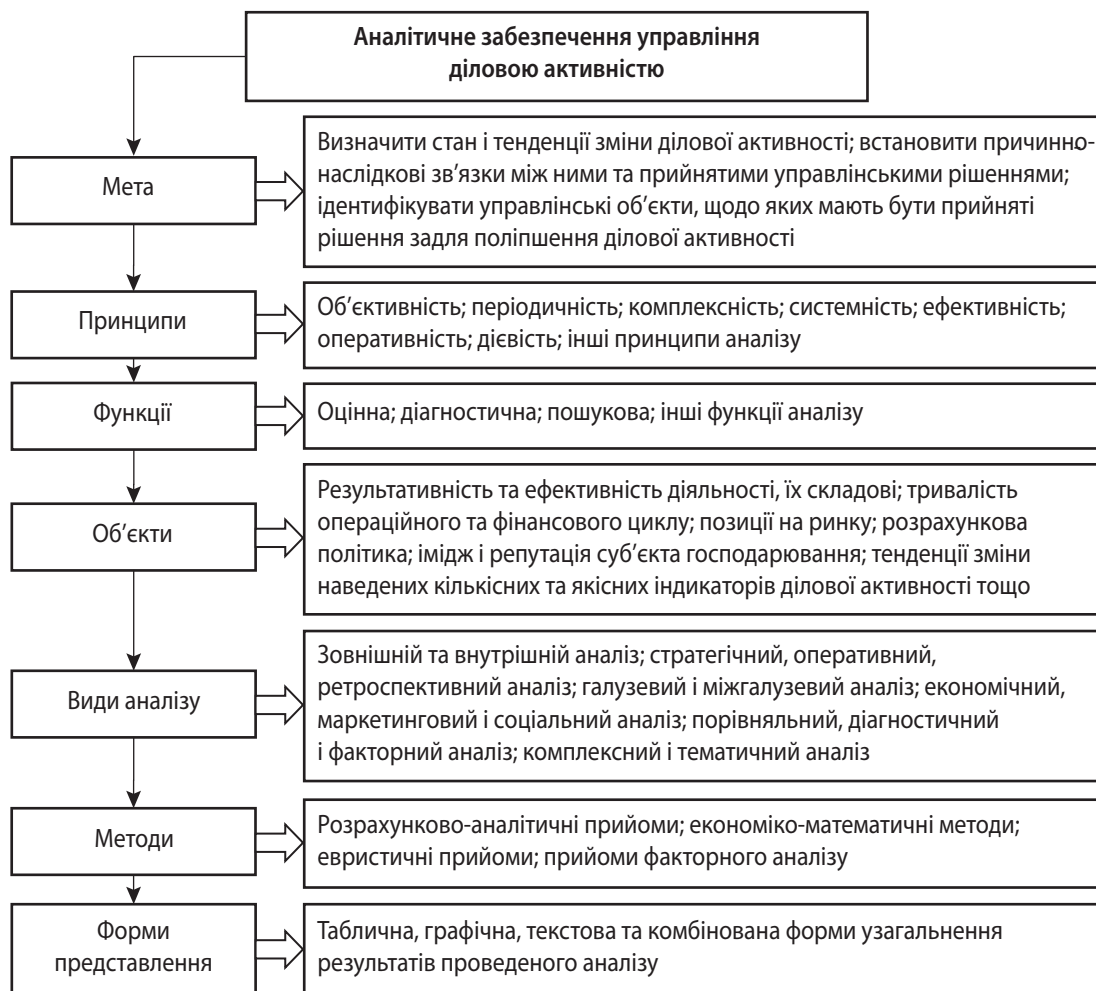 Аналітичне забезпечення управління
діловою активністю
Мета
Визначити стан і тенденції зміни ділової активності; встановити причинно-
наслідкові зв’язки між ними та прийнятими управлінськими рішеннями;
ідентифікувати управлінські об’єкти, щодо яких мають бути прийняті
рішення задля поліпшення ділової активності
Принципи
Об’єктивність; періодичність; комплексність; системність; ефективність;
оперативність; дієвість; інші принципи аналізу
Функції
Оцінна; діагностична; пошукова; інші функції аналізу
Об’єкти
Результативність та ефективність діяльності, їх складові; тривалість
операційного та фінансового циклу; позиції на ринку; розрахункова
політика; імідж і репутація суб’єкта господарювання; тенденції зміни
наведених кількісних та якісних індикаторів ділової активності тощо
Види аналізу
Зовнішній та внутрішній аналіз; стратегічний, оперативний,
ретроспективний аналіз; галузевий і міжгалузевий аналіз; економічний,
маркетинговий і соціальний аналіз; порівняльний, діагностичний
і факторний аналіз; комплексний і тематичний аналіз
Методи
Розрахунково-аналітичні прийоми; економіко-математичні методи;
евристичні прийоми; прийоми факторного аналізу
Форми
представлення
Таблична, графічна, текстова та комбінована форми узагальнення
результатів проведеного аналізу